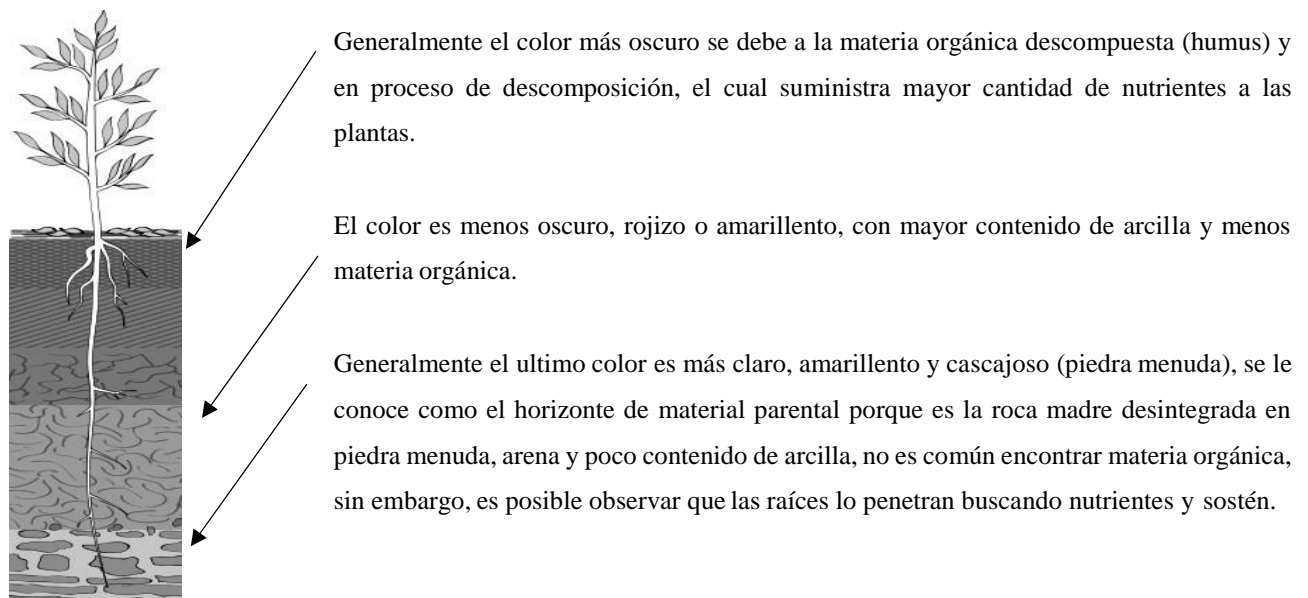 Generalmente el color más oscuro se debe a la materia orgánica descompuesta (humus) y
en proceso de descomposición, el cual suministra mayor cantidad de nutrientes a las
plantas.
El color es menos oscuro, rojizo o amarillento, con mayor contenido de arcilla y menos
materia orgánica.
Generalmente el ultimo color es más claro, amarillento y cascajoso (piedra menuda), se le
conoce como el horizonte de material parental porque es la roca madre desintegrada en
piedra menuda, arena y poco contenido de arcilla, no es común encontrar materia orgánica,
sin embargo, es posible observar que las raíces lo penetran buscando nutrientes y sostén.